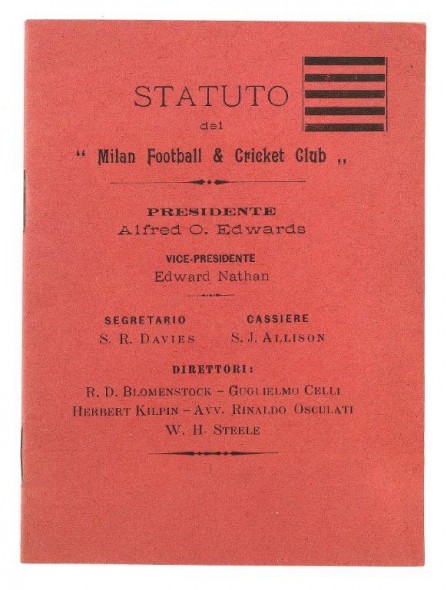 STATUTO
del
“ Milan Football & Cricket Club „
PRESIDENTE
Alfred O. Edwards
VICE-PRESIDENTE
Edward Nathan
SEGRETARIO CASSIERE
S. R. DAVIES S. J. ALLISON
DIRETTORI:
R. D. BLOMENSTOCK – GUGLIELMO CELLI
HERBERT KILPIN – AVV. RINALDO OSCULATI
W. H. STEELE